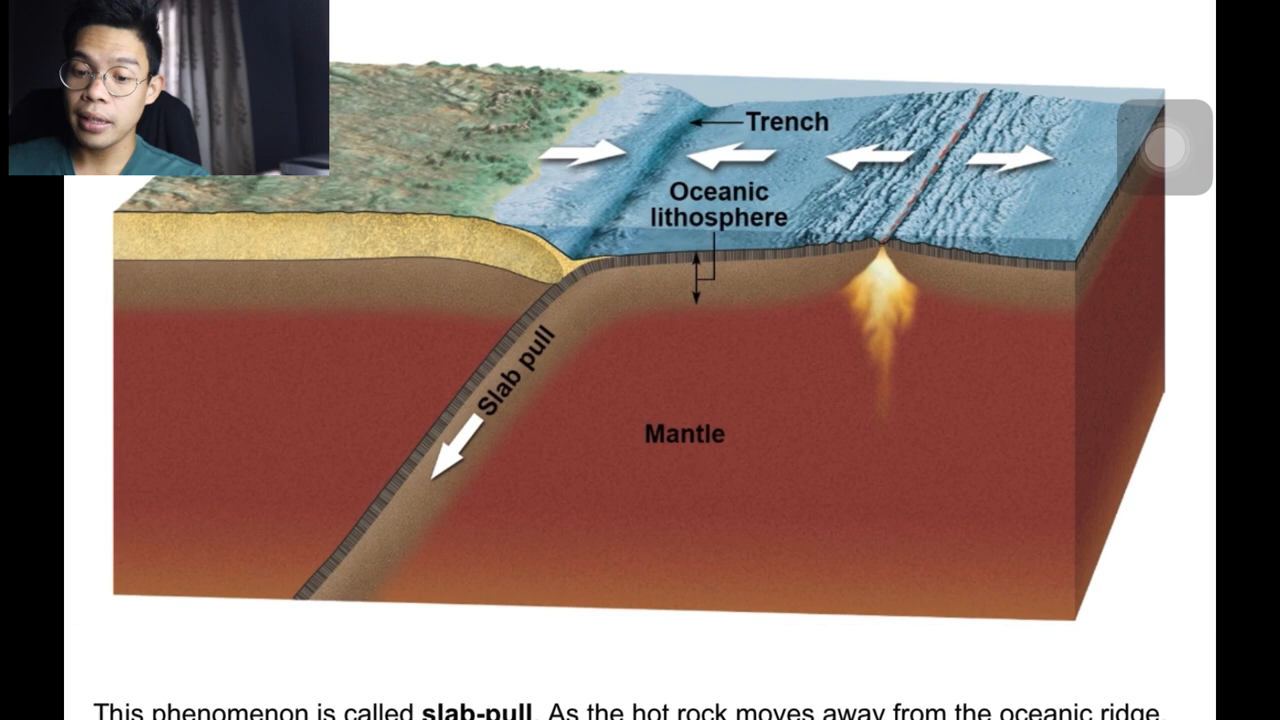 Trench
Oceanic
lithosphere
Slab pull
Mantle
This phenomenon is called slab-pull. As the hot rock moves away from the oceanic ridge,